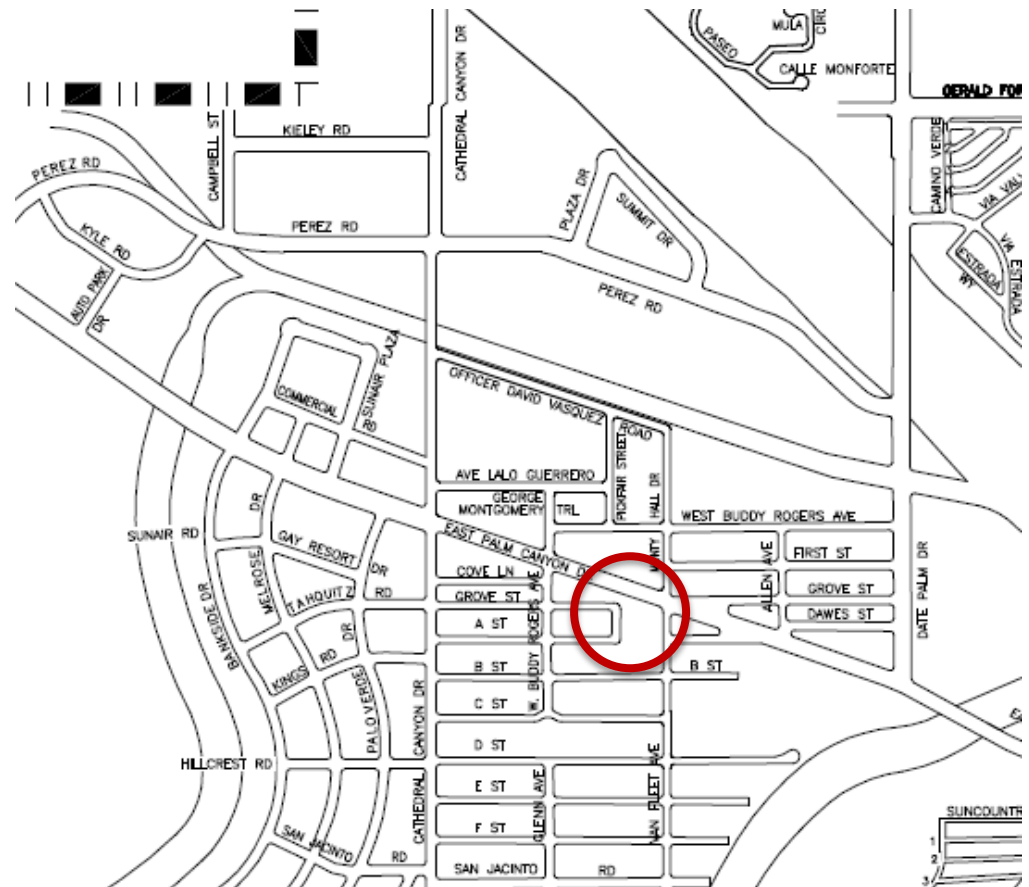 MULA
CIRC
PASEO
CALLE MONFORTE
CATHEDRAL CANYON DR
CAMPBELL ST
KIELEY RD
GERALD FOR
CAMINO VERDE
VIA VAL
VIA ESTRADA
ESTRADA
WY
PEREZ RD
KYLE RD
AUTO PARK
DR
PEREZ RD
PLAZA DR
SUMMIT DR
PEREZ RD
COMMERCIAL
RD
SUNAIR PLAZA
OFFICER DAVID VASQUEZ
ROAD
PICKFAIR STREET
AVE LALO GUERRERO
GEORGE
MONTGOMERY TRL
MONTY
HALL DR
WEST BUDDY ROGERS AVE
EAST PALM CANYON DR
SUNAIR RD
BANKSIDE DR
MELROSE
DR
GAY RESORT
DR
TAHQUITZ
RD
KINGS
RD
DR
PALO VERDE
COVE LN
GROVE ST
A ST
W. BUDDY ROGERS AVE
B ST
C ST
D ST
E ST
F ST
FIRST ST
GROVE ST
DAWES ST
ALLEN AVE
DATE PALM DR
B ST
HILLCREST RD
SAN JACINTO
RD
CATHEDRAL
CANYON DR
GLENN AVE
VAN FLEET AVE
SAN JACINTO
RD
SUNCOUNTR
1
2
3